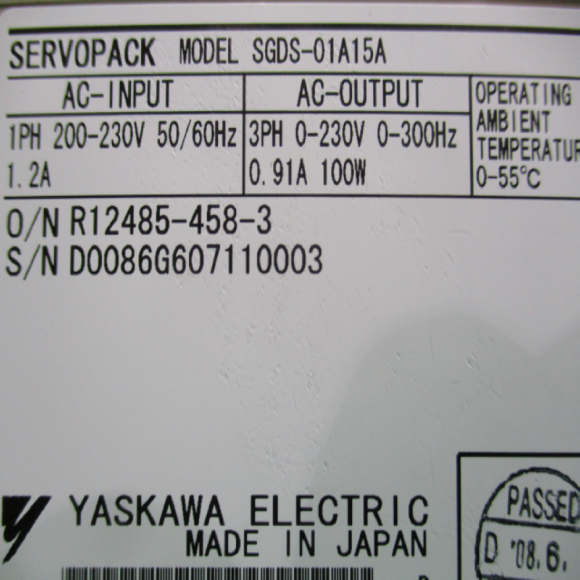 SERVOPACK MODEL SGDS-01A15A
AC-INPUT
1PH 200-230V 50/60Hz
1.2A
AC-OUTPUT
3PH 0-230V 0-300Hz
0.91A 100W
OPERATING
AMBIENT
TEMPERATUR
0-55℃
O/N R12485-458-3
S/N D0086G607110003
YASKAWA ELECTRIC
MADE IN JAPAN
PASSED
D '08.6.